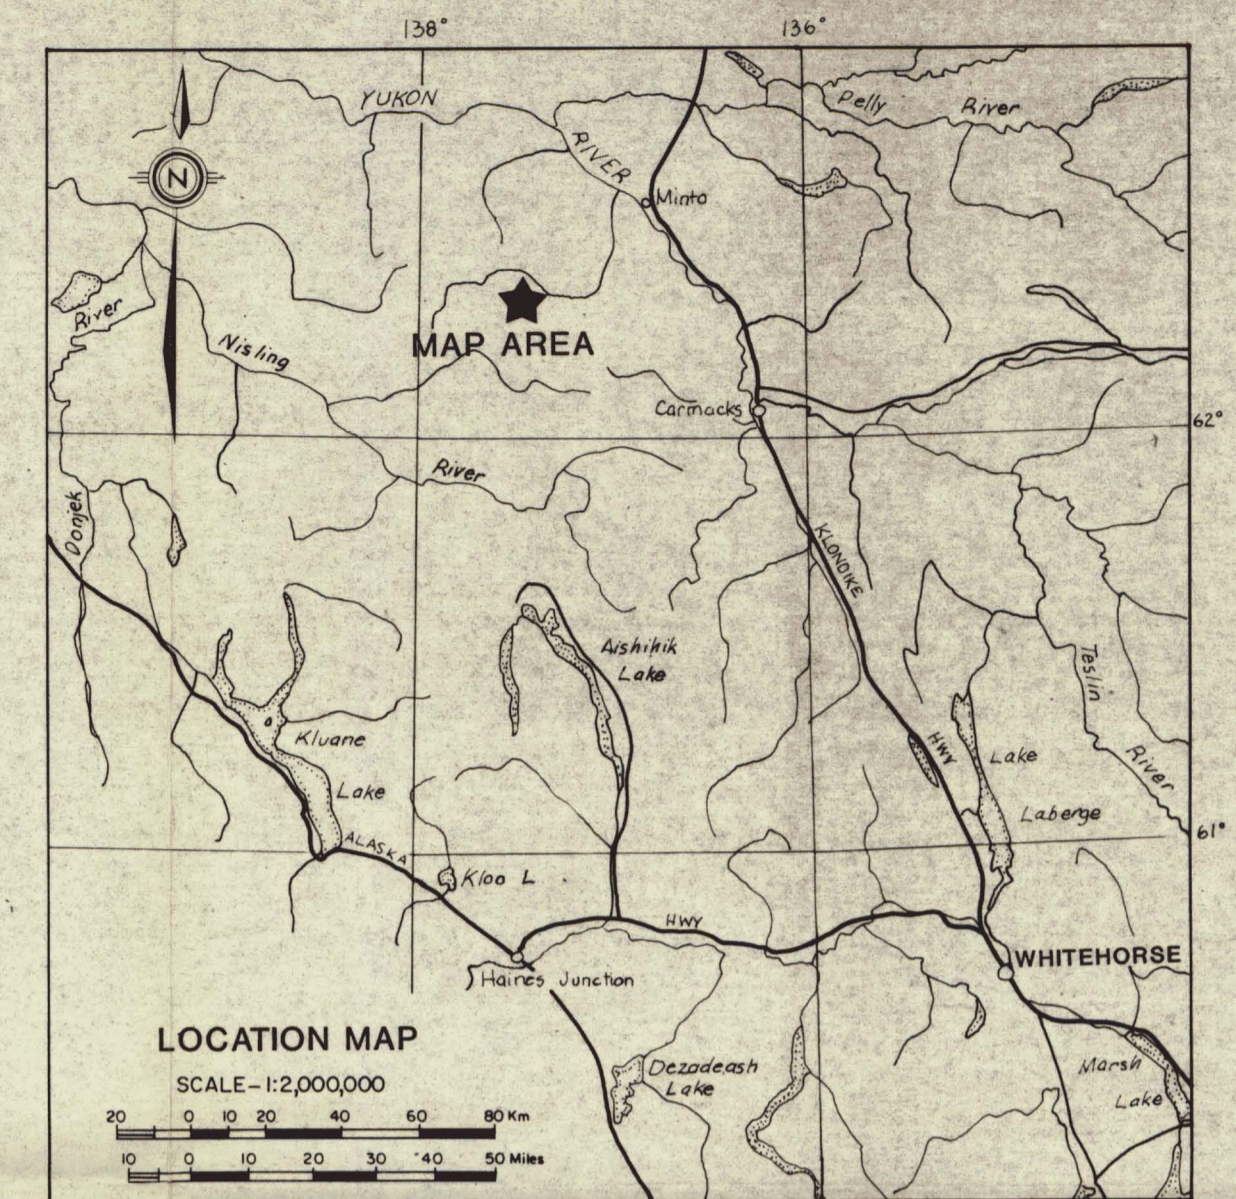 138°
136°
YUKON
RIVER
Pelly River
N
Minto
River
Nisling
MAP AREA
Carmacks
62°
River
Donjek
KLONDIKE
Aishihik
Lake
Teslin
River
Kluane
Lake
HWY
Lake
Laberge
61°
ALASKA
Kloo L
HWY
WHITEHORSE
Haines Junction
LOCATION MAP
SCALE-1:2,000,000
Dezadeash
Lake
Marsh
Lake
20 0 10 20 40 60 80 Km
10 0 10 20 30 40 50 Miles